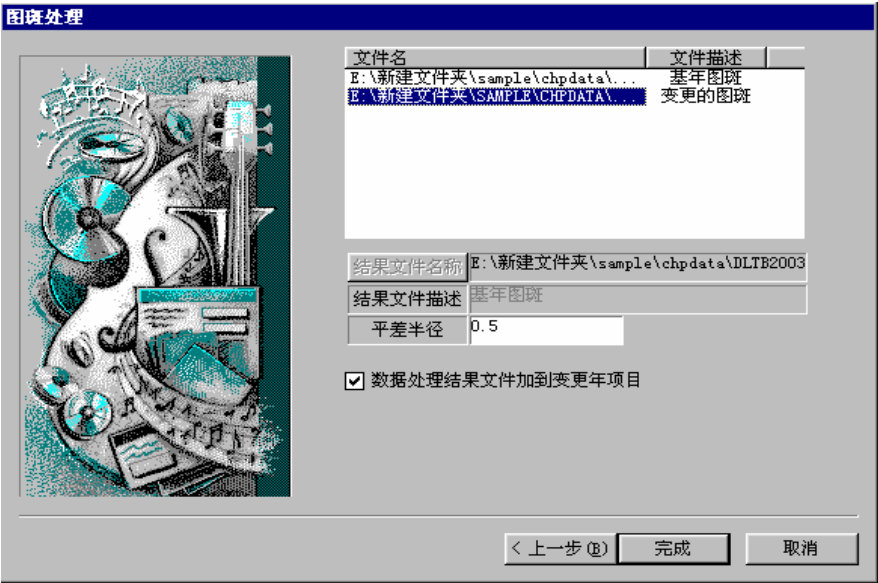 图斑处理
文件名 文件描述
E:\新建文件夹\sample\chpdata\... 基年图斑
E:\新建文件夹\SAMPLE\CHPDATA\... 变更的图斑
结果文件名称 E:\新建文件夹\sample\chpdata\DLTB2003
结果文件描述 基年图斑
平差半径 0.5
数据处理结果文件加到变更年项目
< 上一步(B) 完成 取消